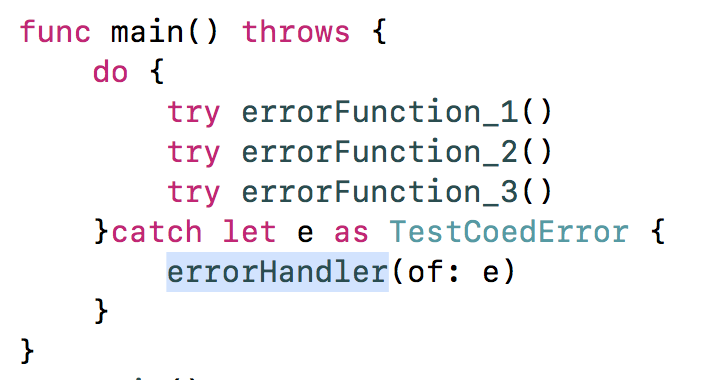 func main() throws {
do {
try errorFunction_1()
try errorFunction_2()
try errorFunction_3()
}catch let e as TestCoedError {
errorHandler(of: e)
}
}